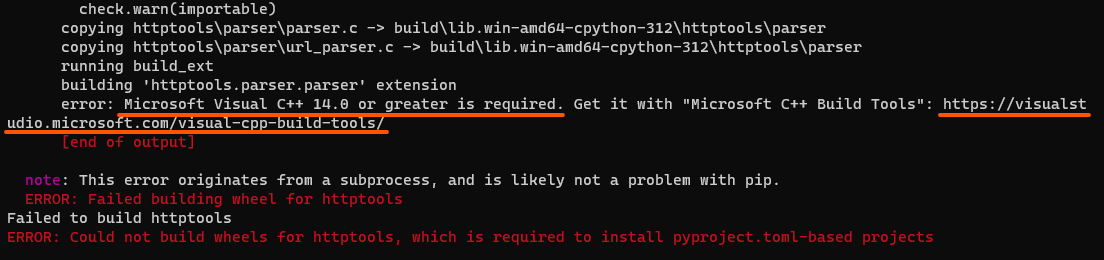 check.warn(importable)
copying httptools\parser\parser.c -> build\lib.win-amd64-cpython-312\httptools\parser
copying httptools\parser\url_parser.c -> build\lib.win-amd64-cpython-312\httptools\parser
running build_ext
building 'httptools.parser.parser' extension
error: Microsoft Visual C++ 14.0 or greater is required. Get it with "Microsoft C++ Build Tools": https://visualst
udio.microsoft.com/visual-cpp-build-tools/
[end of output]
note: This error originates from a subprocess, and is likely not a problem with pip.
ERROR: Failed building wheel for httptools
Failed to build httptools
ERROR: Could not build wheels for httptools, which is required to install pyproject.toml-based projects